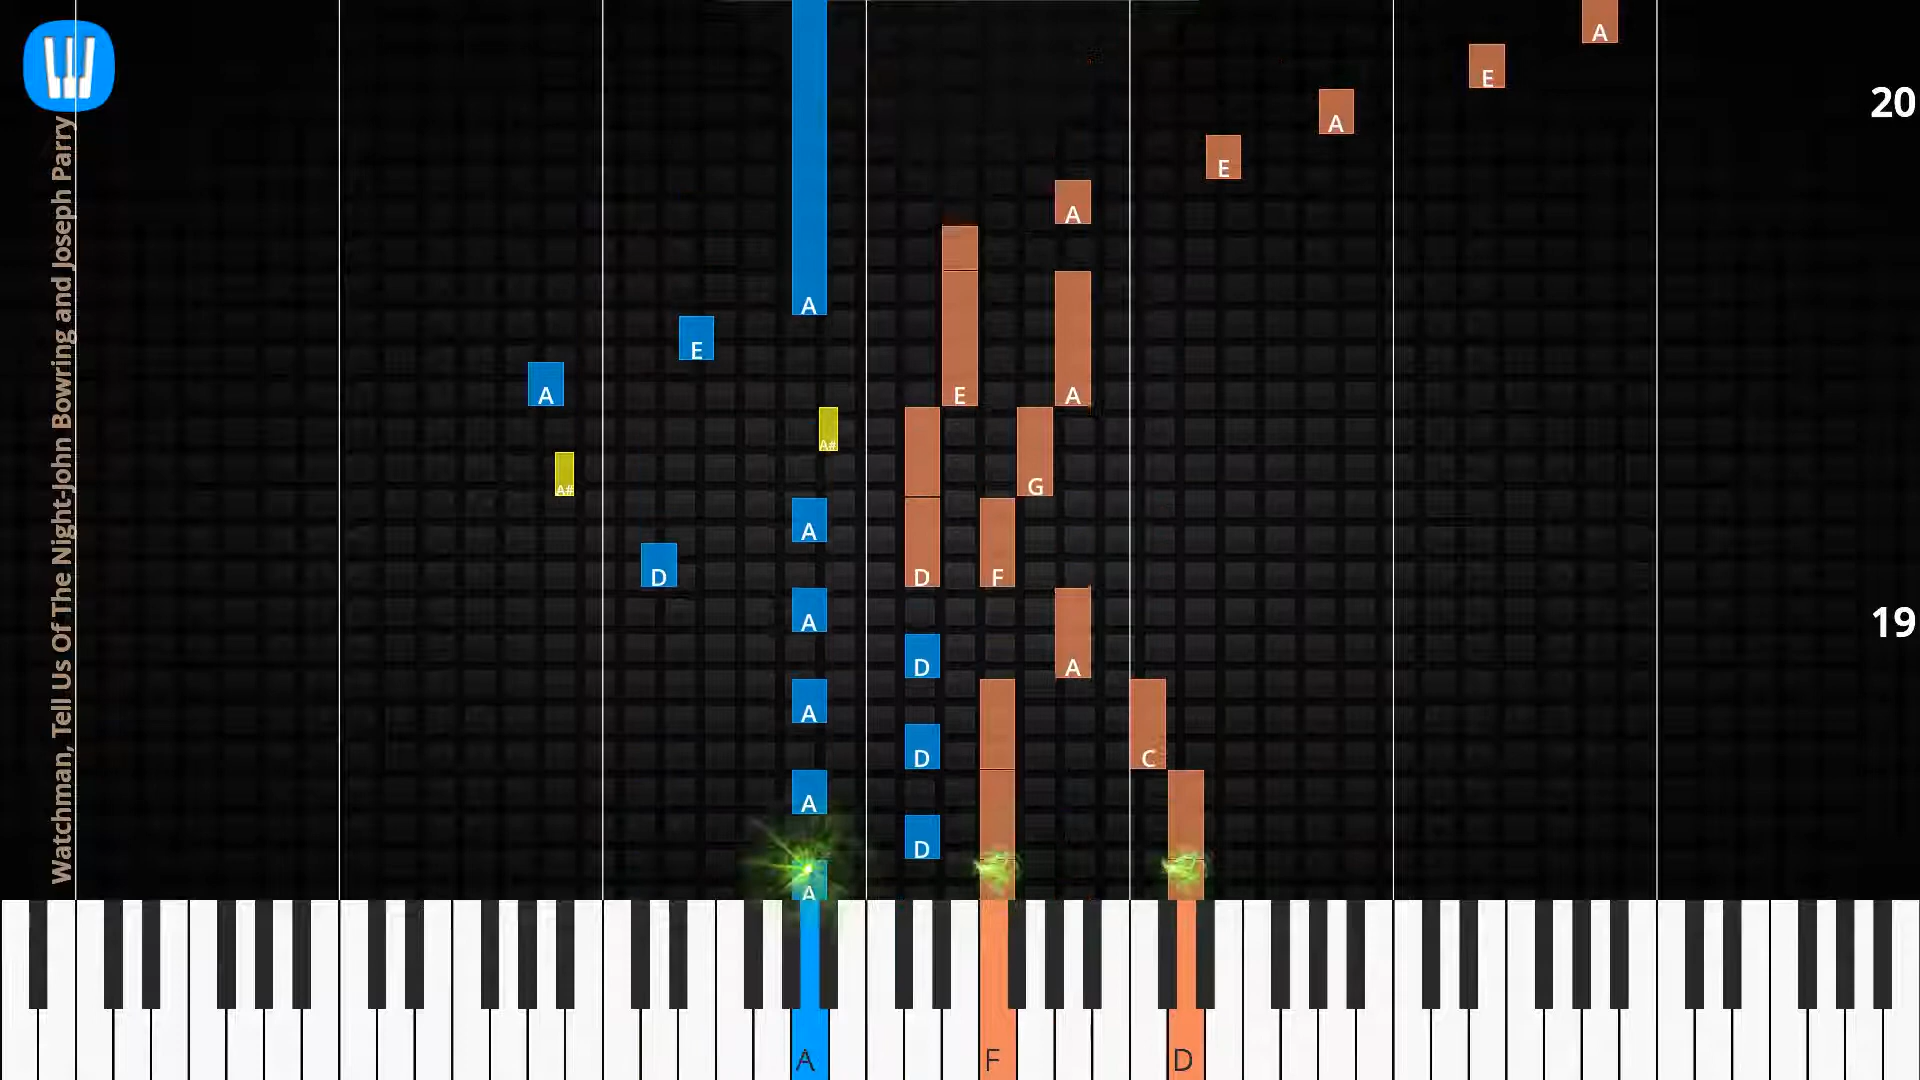 Watchman, Tell Us Of The Night-John Bowring and Joseph Parry
A
E
20
A
E
A
A
E
A
E A
A#
G
A#
A
D D F
A
19
D A
A
D C
A
D
A
A F D